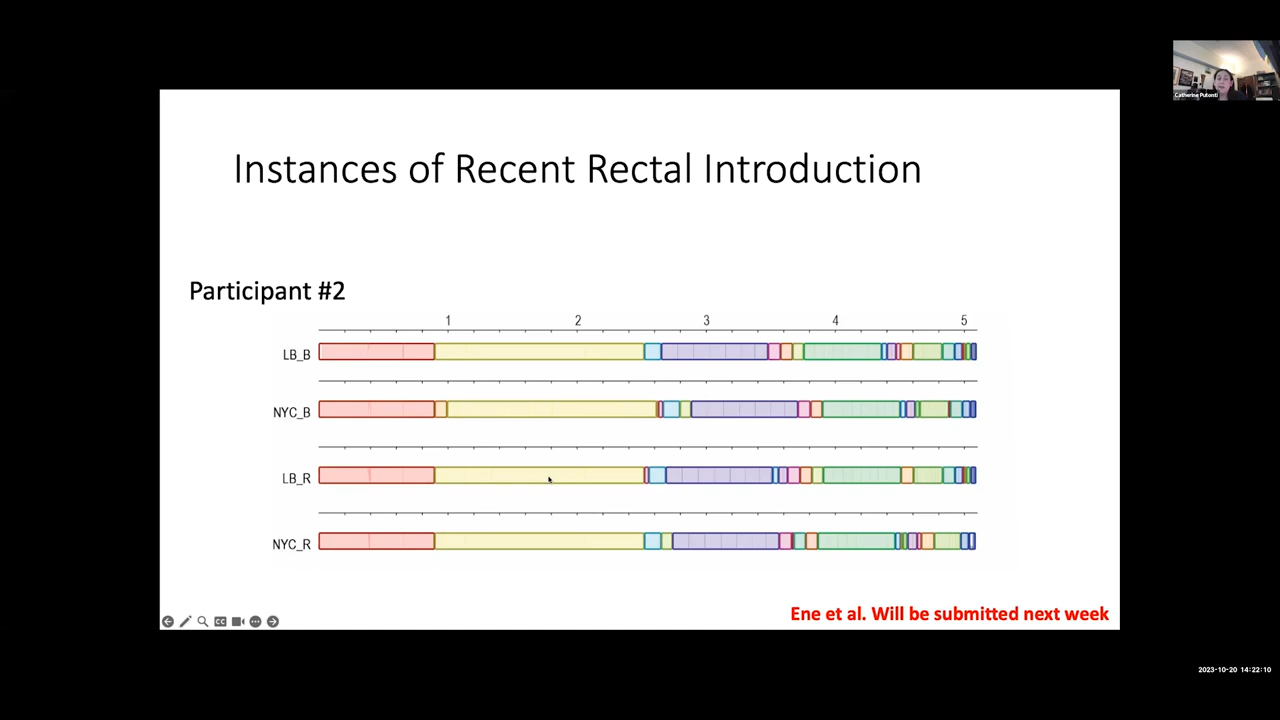 Catherine Putonti
Instances of Recent Rectal Introduction
Participant #2
1 2 3 4 5
LB_B
NYC_B
LB_R
NYC_R
CC
Ene et al. Will be submitted next week
2023-10-20 14:22:10